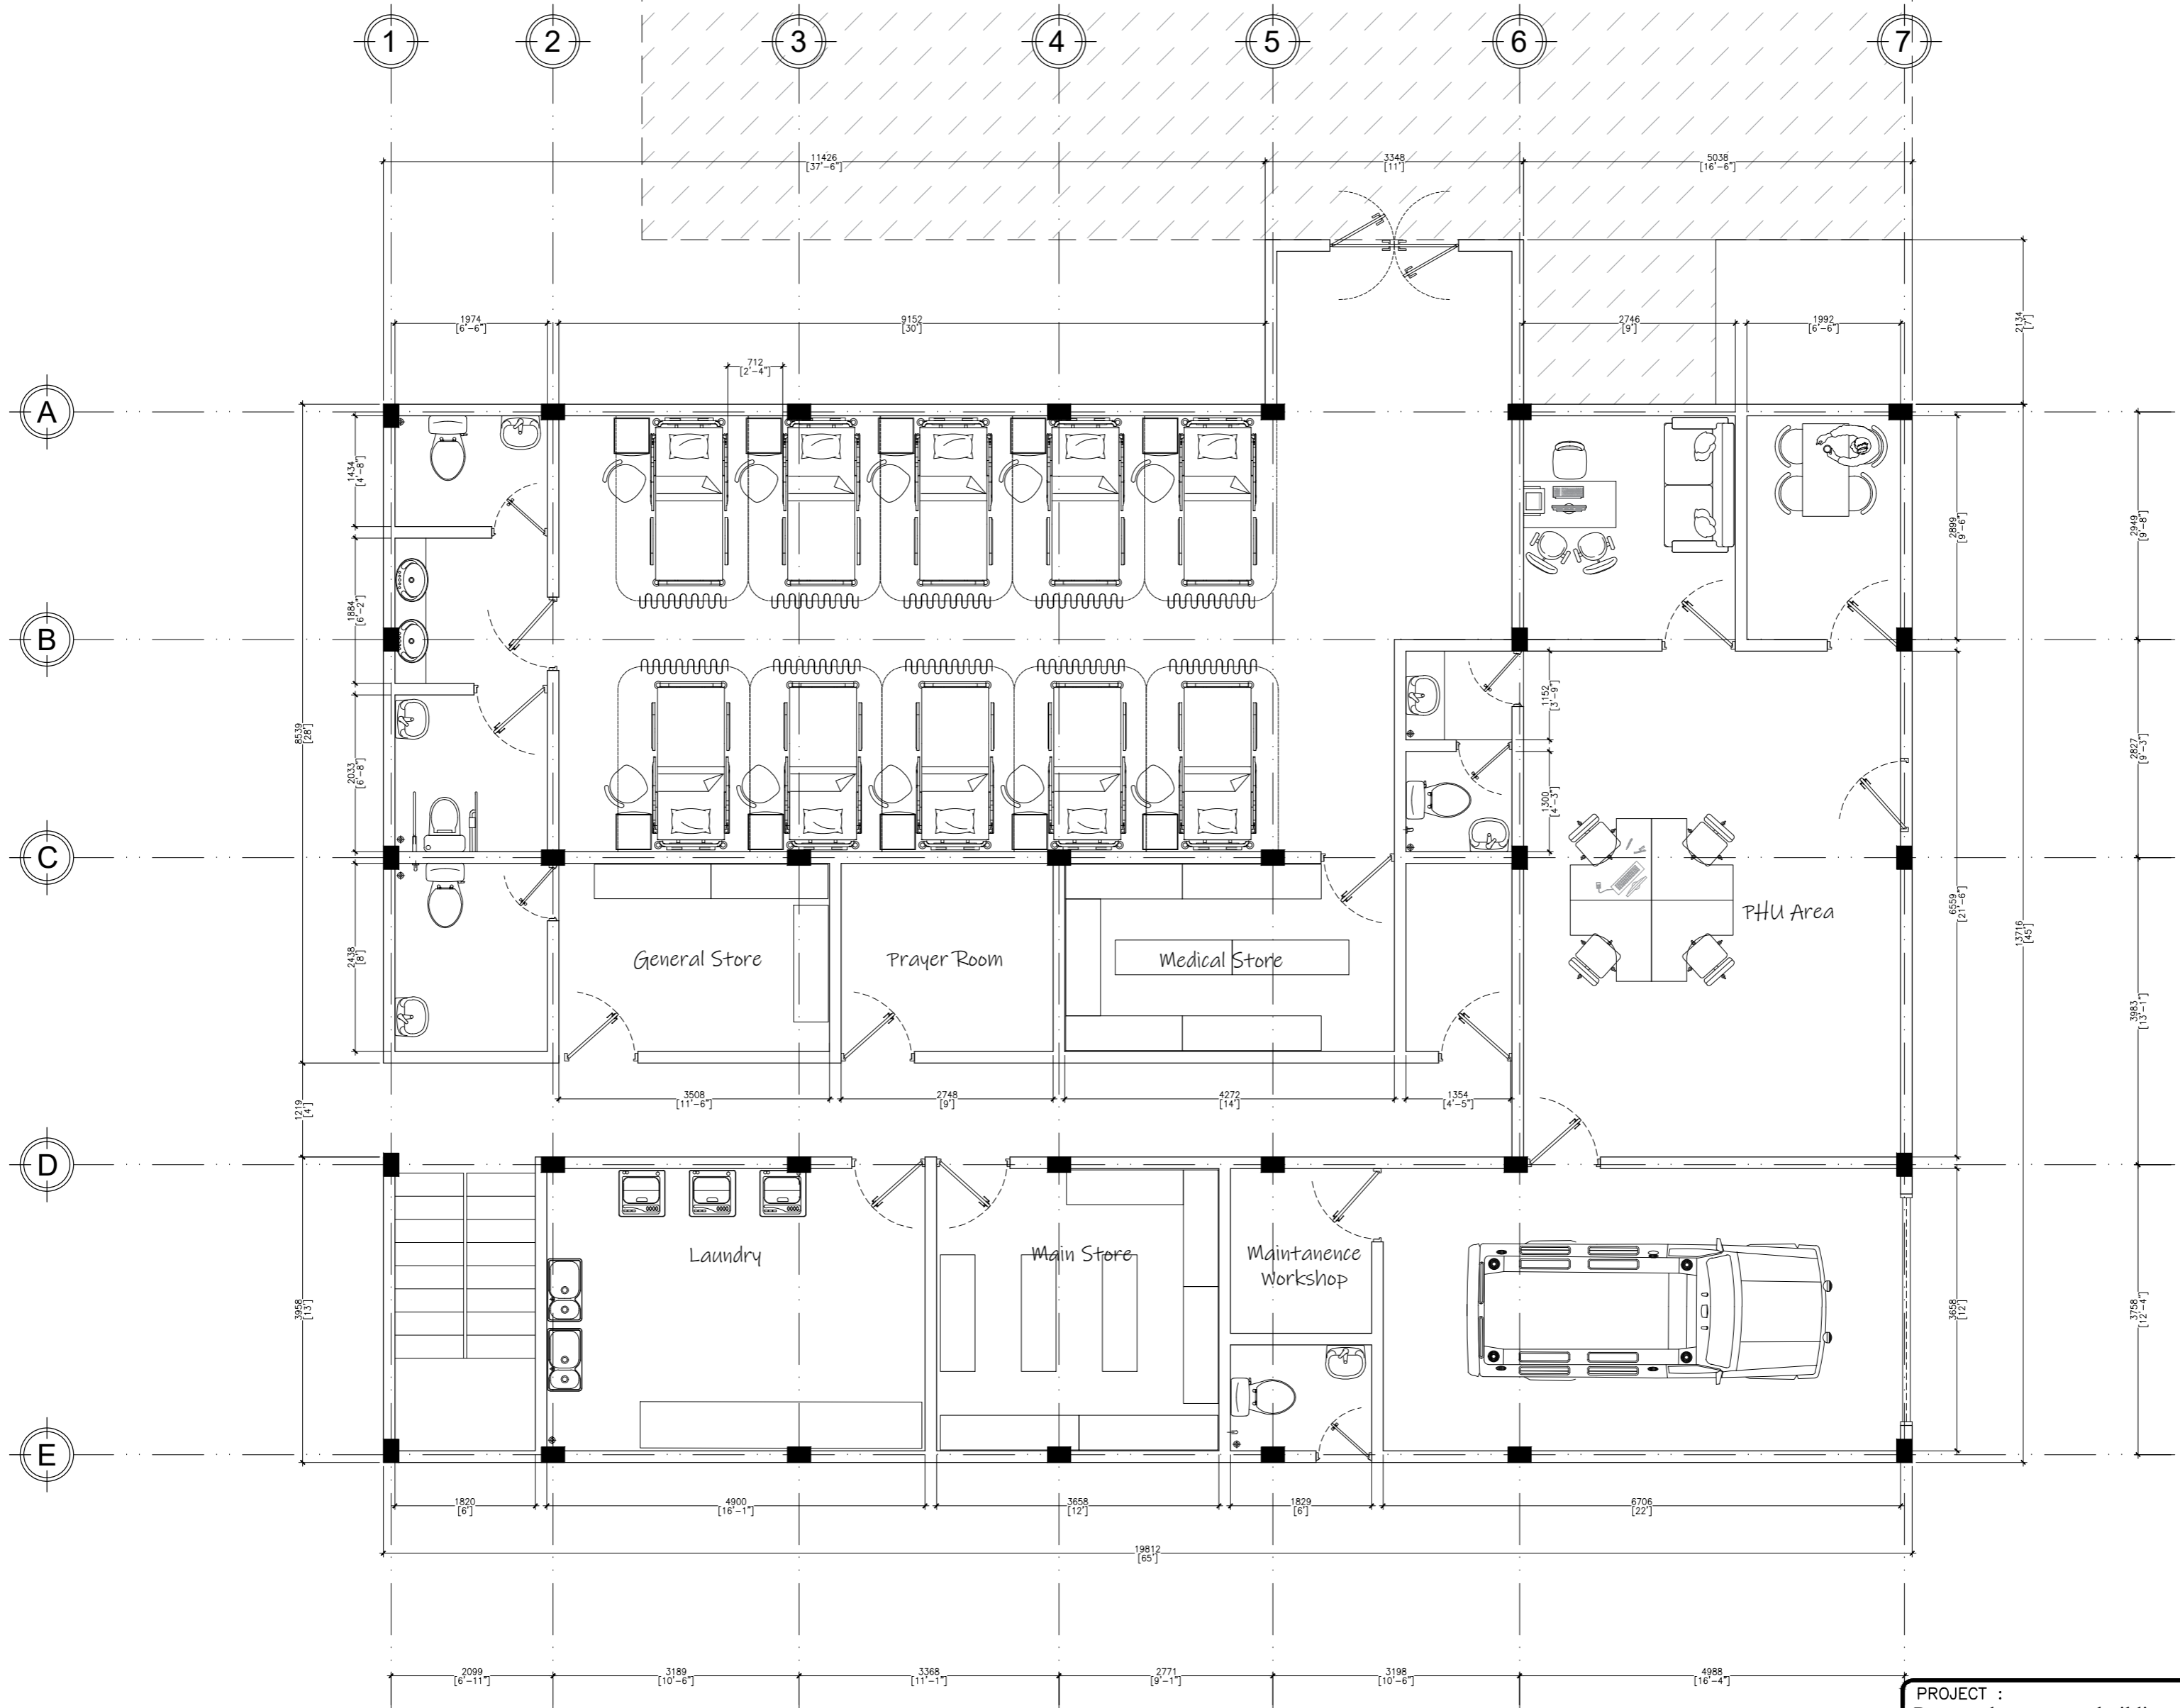 1 2 3 4 5 6 7
11426 3348 5038
[37'-6"] [11'] [16'-6"]
1974 9152 2746 1992
[6'-6"] [30'] [9'] [6'-6"]
2134
[7']
712
[2'-4"]
A
1434
[4'-8"]
2899
[9'-6"]
2949
[9'-8"]
1884
[6'-2"]
B
1152
[3'-9"]
8539
[28']
2033
[6'-8"]
2827
[9'-3"]
1300
[4'-3"]
C
PHU Area
6559
[21'-6"]
13716
[45']
2438
[8']
General Store Prayer Room Medical Store
3983
[13'-1"]
3508 2748 4272 1354
[11'-6"] [9'] [14'] [4'-5"]
1219
[4']
D
Laundry Main Store Maintanence
Workshop
3958
[13']
3658
[12']
3758
[12'-4"]
E
1820 4900 3658 1829 6706
[6'] [16'-1"] [12'] [6'] [22']
19812
[65']
2099 3189 3368 2771 3198 4988
[6'-11"] [10'-6"] [11'-1"] [9'-1"] [10'-6"] [16'-4"]
PROJECT :